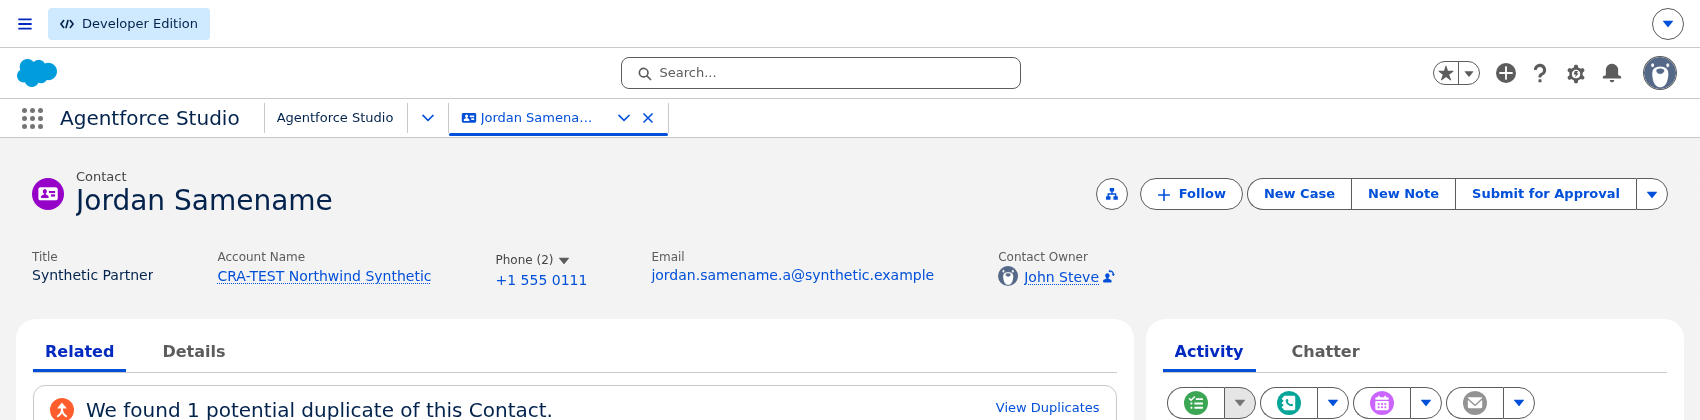 Developer Edition
Search...
Agentforce Studio
Agentforce Studio
Jordan Samena...
Contact
Jordan Samename
Follow
New Case
New Note
Submit for Approval
Title
Synthetic Partner
Account Name
CRA-TEST Northwind Synthetic
Phone (2)
+1 555 0111
Email
jordan.samename.a@synthetic.example
Contact Owner
John Steve
Related
Details
We found 1 potential duplicate of this Contact.
View Duplicates
Activity
Chatter